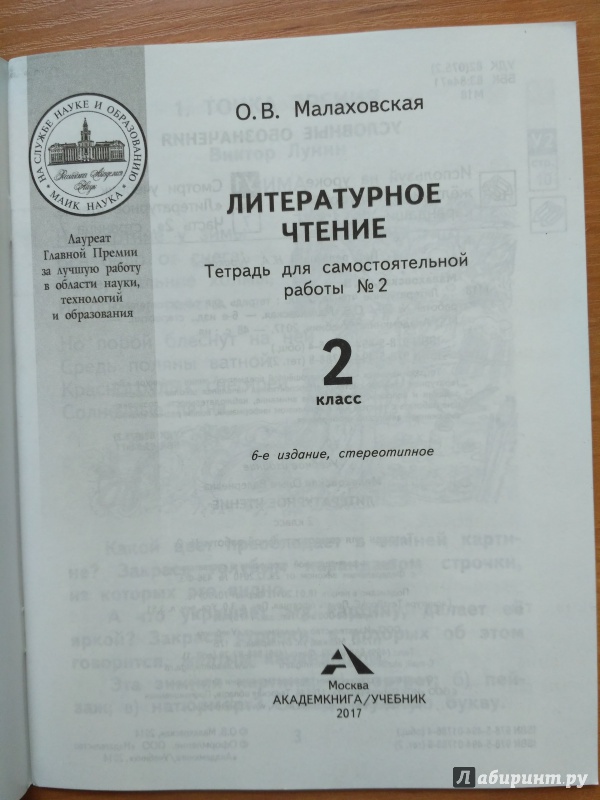 О. В. Малаховская
НА СЛУЖБЕ НАУКЕ И ОБРАЗОВАНИЮ
МАИК НАУКА
Лауреат
Главной Премии
за лучшую работу
в области науки,
технологий
и образования
ЛИТЕРАТУРНОЕ
ЧТЕНИЕ
Тетрадь для самостоятельной
работы № 2
2
класс
6-е издание, стереотипное
Москва
АКАДЕМКНИГА/УЧЕБНИК
2017
Лабиринт.ру